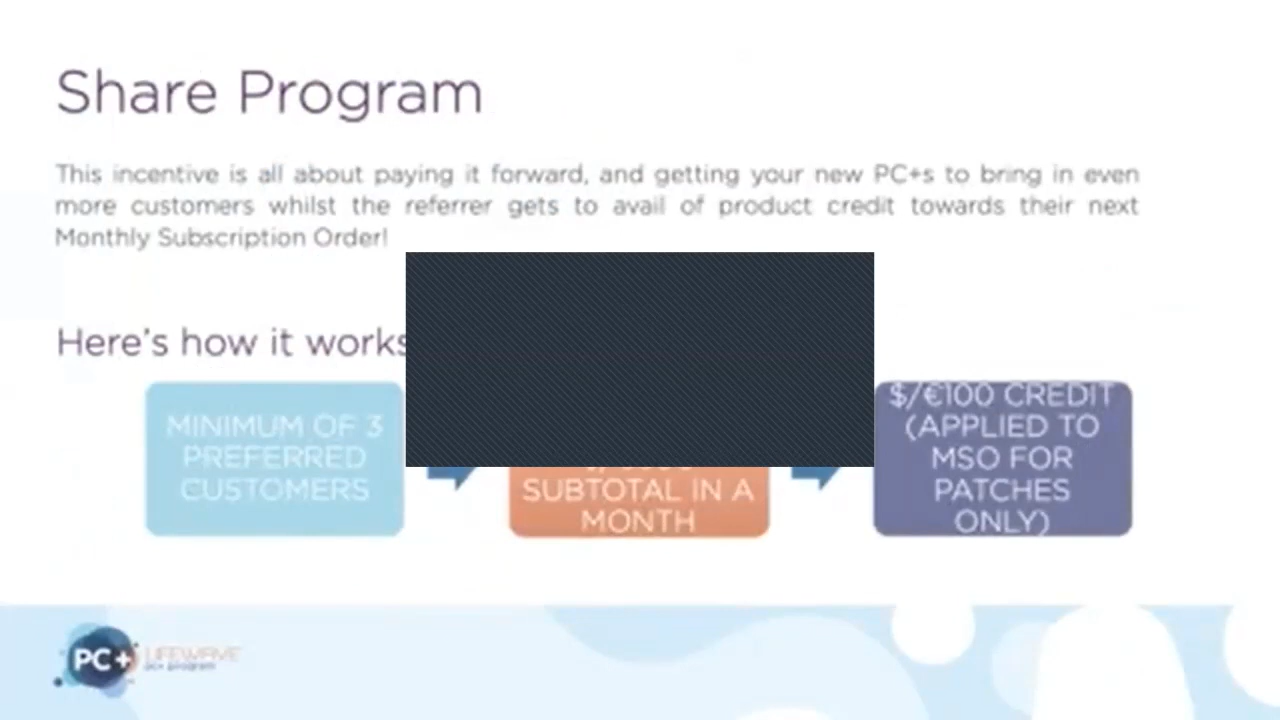 Share Program
This incentive is all about paying it forward, and getting your new PC+s to bring in even
more customers whilst the referrer gets to avail of product credit towards their next
Monthly Subscription Order!
Here's how it works
MINIMUM OF 3
PREFERRED
CUSTOMERS
SUBTOTAL IN A
MONTH
$/€100 CREDIT
(APPLIED TO
MSO FOR
PATCHES
ONLY)
PC+
LIFEWAVE
pc+ program